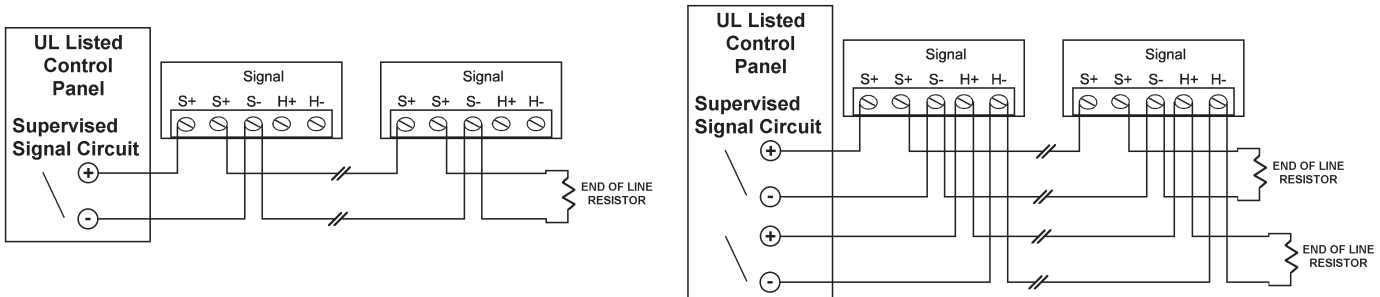 UL Listed
Control
Panel
Supervised
Signal Circuit
+
-
Signal
S+ S+ S- H+ H-
Signal
S+ S+ S- H+ H-
END OF LINE
RESISTOR
UL Listed
Control
Panel
Supervised
Signal Circuit
+
-
+
-
Signal
S+ S+ S- H+ H-
Signal
S+ S+ S- H+ H-
END OF LINE
RESISTOR
END OF LINE
RESISTOR